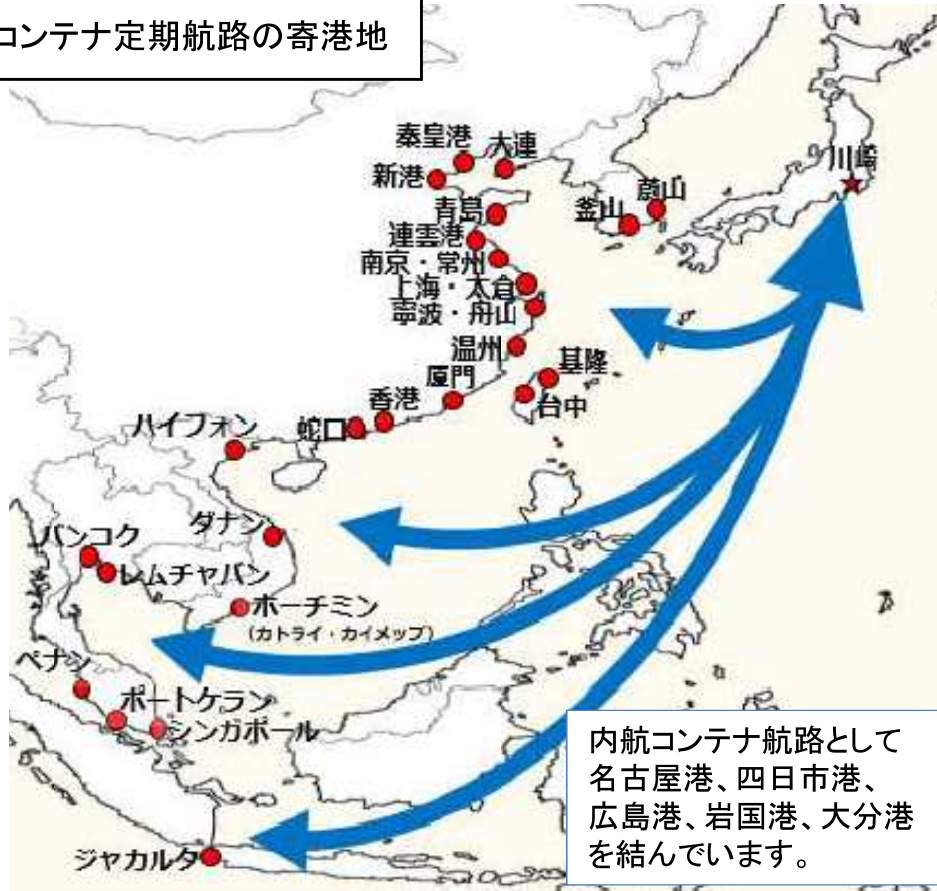 コンテナ定期航路の寄港地
秦皇港
大連
新港
川崎
青島
釜山
蔚山
連雲港
南京・常州
上海・太倉
寧波・舟山
温州
基隆
厦門
台中
香港
蛇口
ハイフォン
ダナン
バンコク
レムチャバン
ホーチミン
(カトライ・カイメップ)
ペナン
ポートケラン
シンガポール
ジャカルタ
内航コンテナ航路として
名古屋港、四日市港、
広島港、岩国港、大分港
を結んでいます。